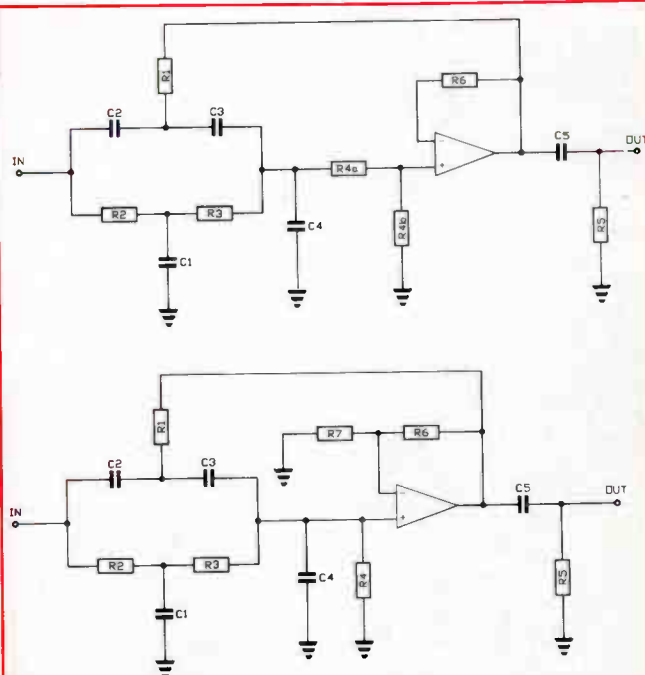 R1
R6
C2
C3
C5
IN
OUT
-
+
R4a
R2
R3
C4
R4b
R5
C1
R1
R7
R6
C2
C3
C5
IN
OUT
-
+
R2
R3
C4
R4
R5
C1